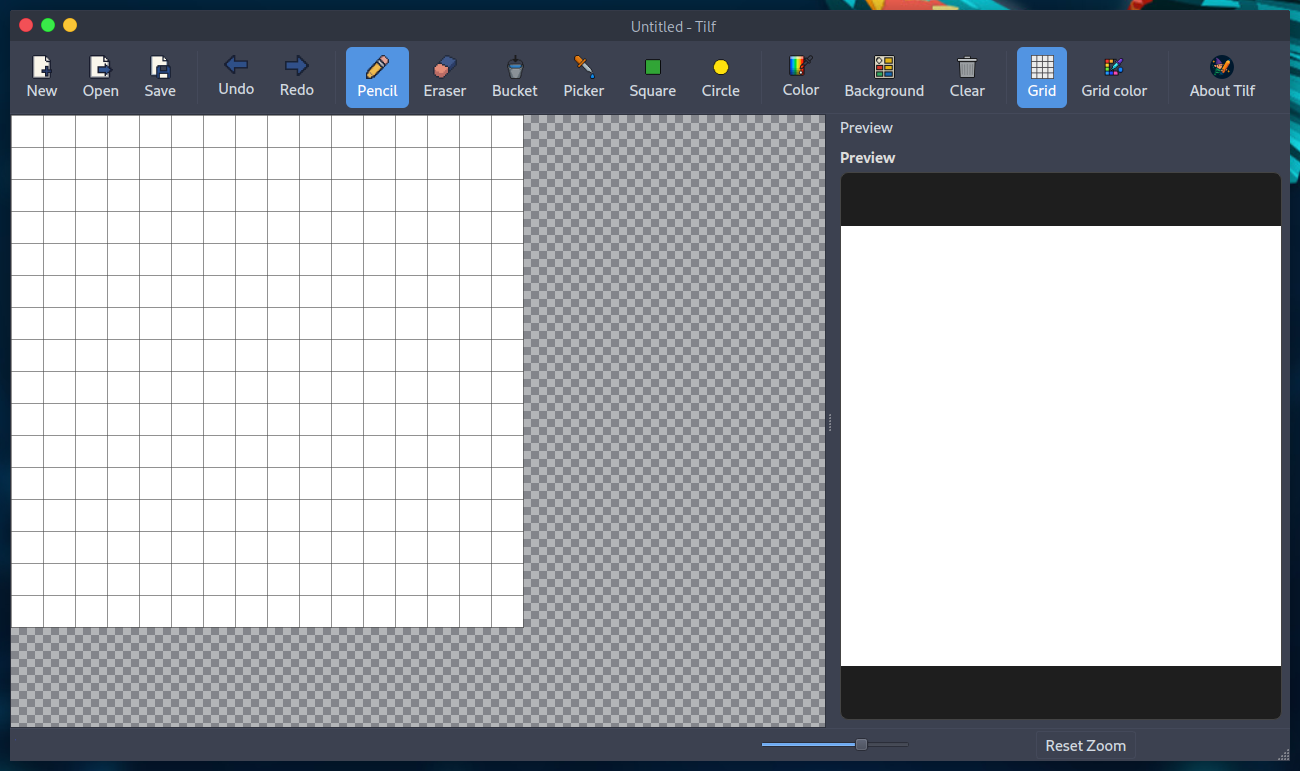 Untitled - Tilf
New Open Save Undo Redo Pencil Eraser Bucket Picker Square Circle Color Background Clear Grid Grid color About Tilf
Preview
Preview
Reset Zoom